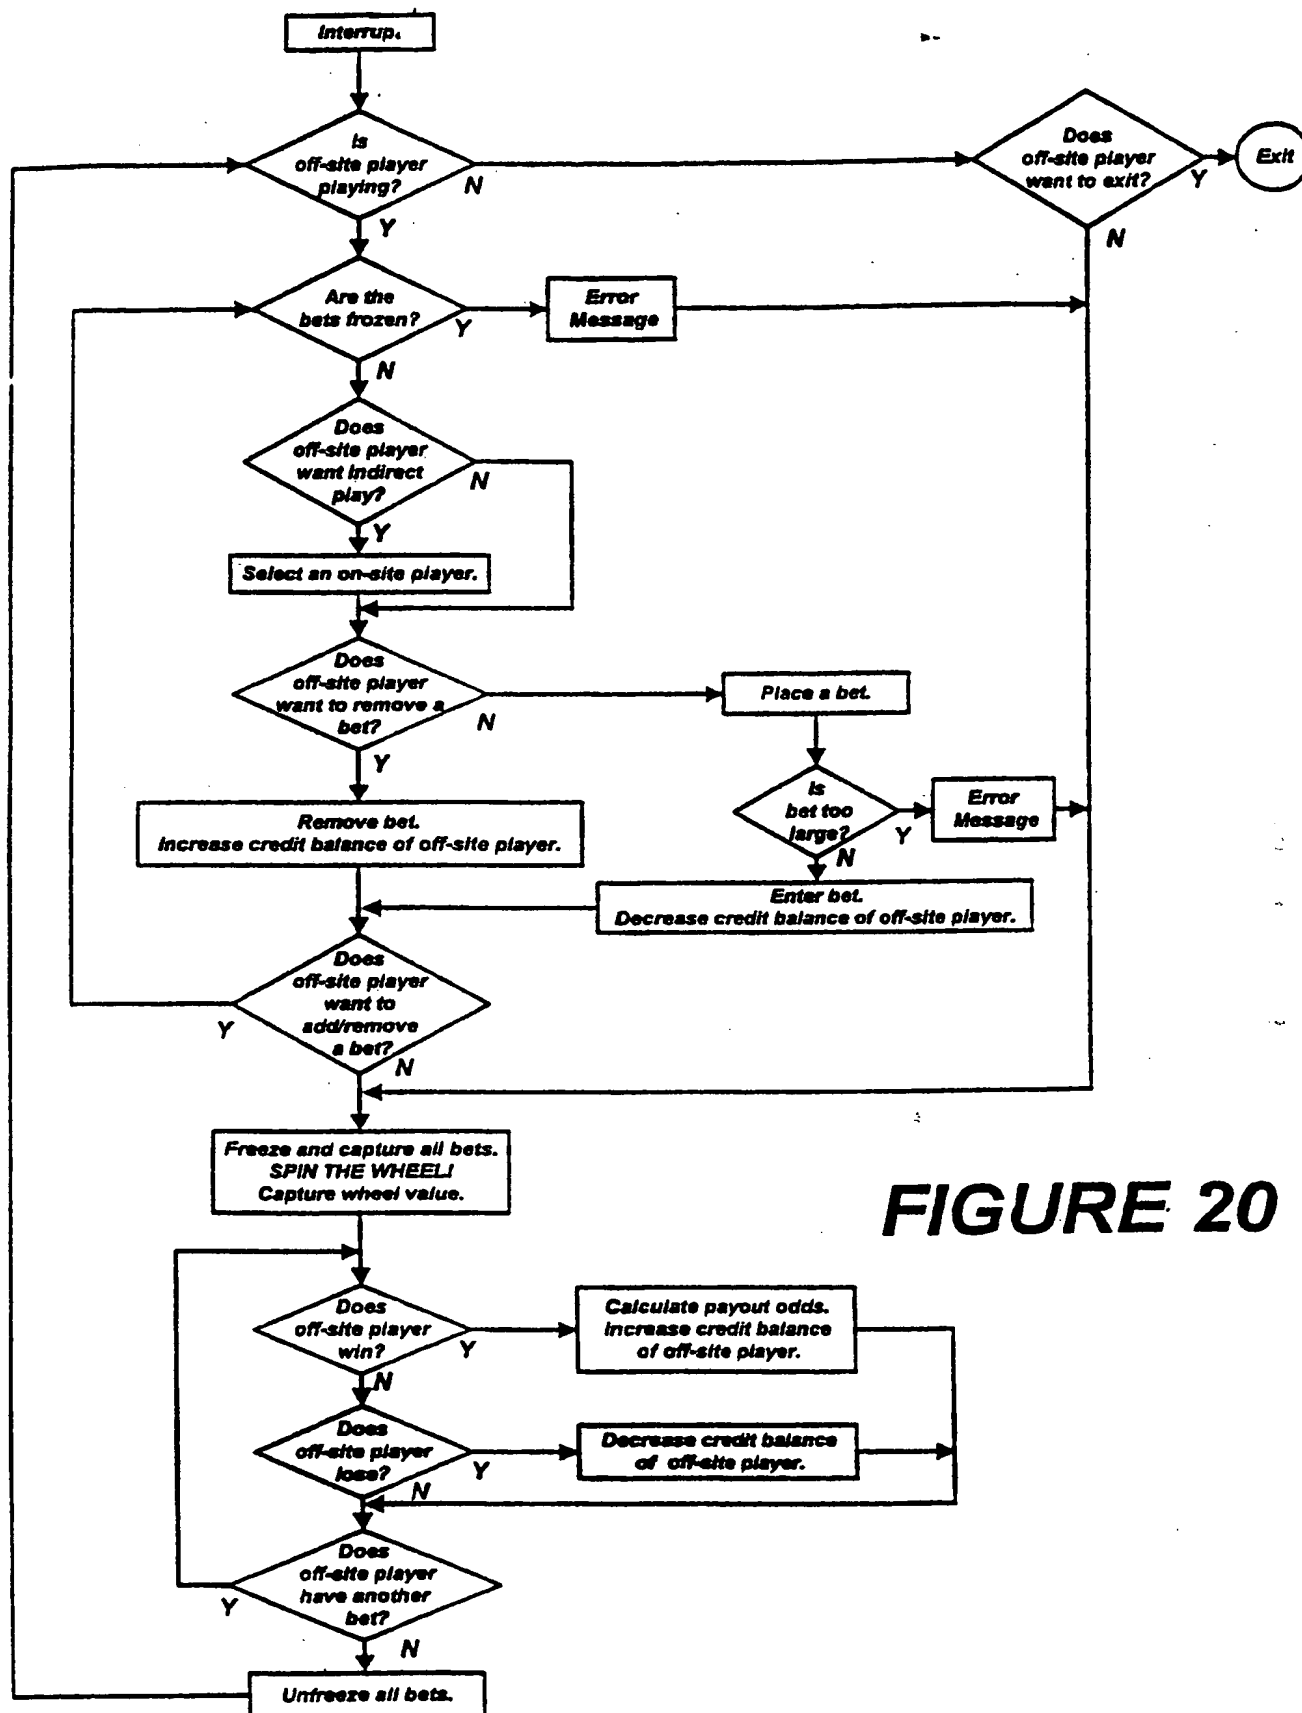 Interrup.
Is
off-site player
playing?
N
Y
Does
off-site player
want to exit?
Y
Exit
N
Are the
bets frozen?
Y
N
Error
Message
Does
off-site player
want indirect
play?
N
Y
Select an on-site player.
Does
off-site player
want to remove a
bet?
N
Y
Place a bet.
Is
bet too
large?
Y
N
Error
Message
Remove bet.
Increase credit balance of off-site player.
Enter bet.
Decrease credit balance of off-site player.
Does
off-site player
want to
add/remove
a bet?
Y
N
Freeze and capture all bets.
SPIN THE WHEEL!
Capture wheel value.
FIGURE 20
Does
off-site player
win?
Y
N
Calculate payout odds.
Increase credit balance
of off-site player.
Does
off-site player
lose?
Y
N
Decrease credit balance
of off-site player.
Does
off-site player
have another
bet?
Y
N
Unfreeze all bets.